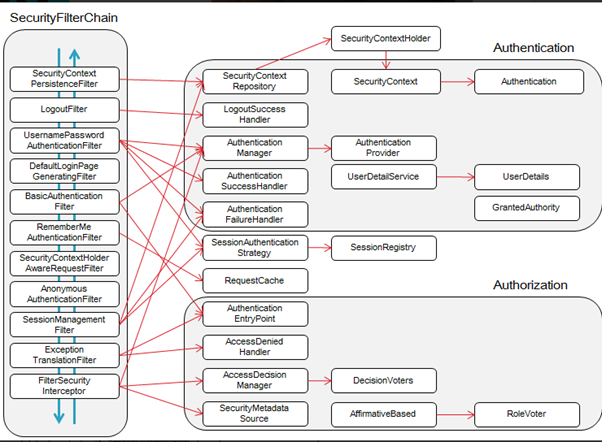 SecurityFilterChain
SecurityContext
PersistenceFilter
LogoutFilter
UsernamePassword
AuthenticationFilter
DefaultLoginPage
GeneratingFilter
BasicAuthentication
Filter
RememberMe
AuthenticationFilter
SecurityContextHolder
AwareRequestFilter
Anonymous
AuthenticationFilter
SessionManagement
Filter
Exception
TranslationFilter
FilterSecurity
Interceptor
SecurityContextHolder
Authentication
SecurityContext
Repository
SecurityContext
Authentication
LogoutSuccess
Handler
Authentication
Manager
Authentication
Provider
Authentication
SuccessHandler
UserDetailService
UserDetails
Authentication
FailureHandler
GrantedAuthority
SessionAuthentication
Strategy
SessionRegistry
RequestCache
Authorization
Authentication
EntryPoint
AccessDenied
Handler
AccessDecision
Manager
DecisionVoters
SecurityMetadata
Source
AffirmativeBased
RoleVoter